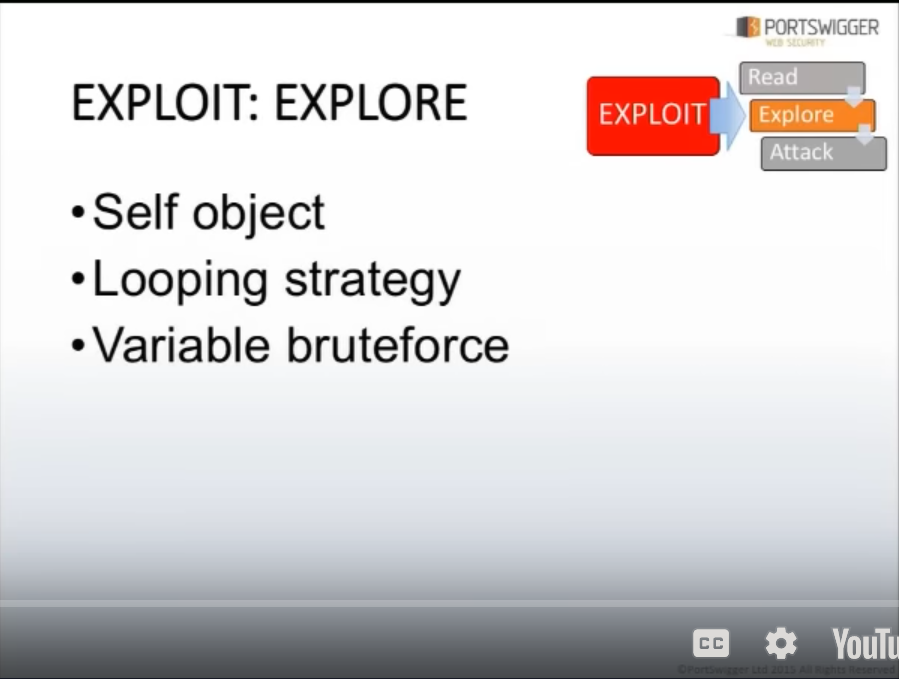 PORTSWIGGER
WEB SECURITY
EXPLOIT: EXPLORE
EXPLOIT
Read
Explore
Attack
•Self object
•Looping strategy
•Variable bruteforce
CC
YouTu
©PortSwigger Ltd 2015 All Rights Reserved